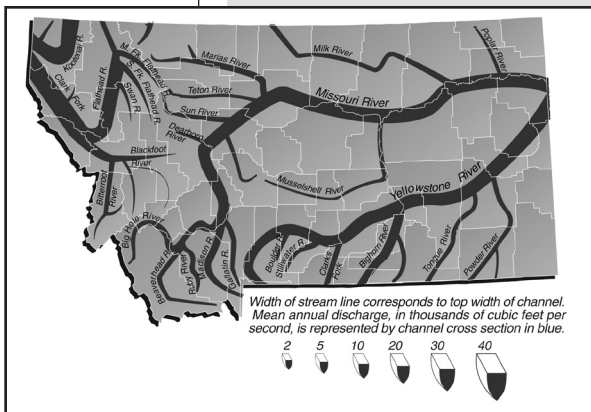 Kootenai R.
M. Fk. Flathead R.
S. Fk. Flathead R.
Marias River
Milk River
Poplar River
Clark Fork
Flathead R.
Swan R.
Teton River
Sun River
Dearborn
River
Missouri River
Blackfoot
River
Bitterroot
River
Musselshell River
Yellowstone River
Big Hole River
Beaverhead R.
Ruby River
Madison R.
Gallatin R.
Boulder R.
Stillwater R.
Clarks
Fork
Bighorn River
Tongue River
Powder River
Width of stream line corresponds to top width of channel.
Mean annual discharge, in thousands of cubic feet per
second, is represented by channel cross section in blue.
2 5 10 20 30 40